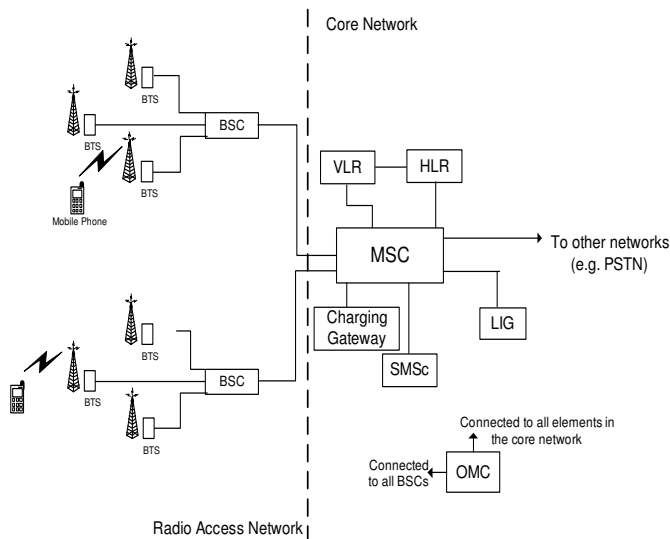 Core Network
BTS
BTS
BSC
BTS
Mobile Phone
VLR
HLR
MSC
To other networks
(e.g. PSTN)
Charging
Gateway
LIG
SMSc
BTS
BTS
BSC
BTS
Connected to all elements in
the core network
Connected
to all BSCs
OMC
Radio Access Network